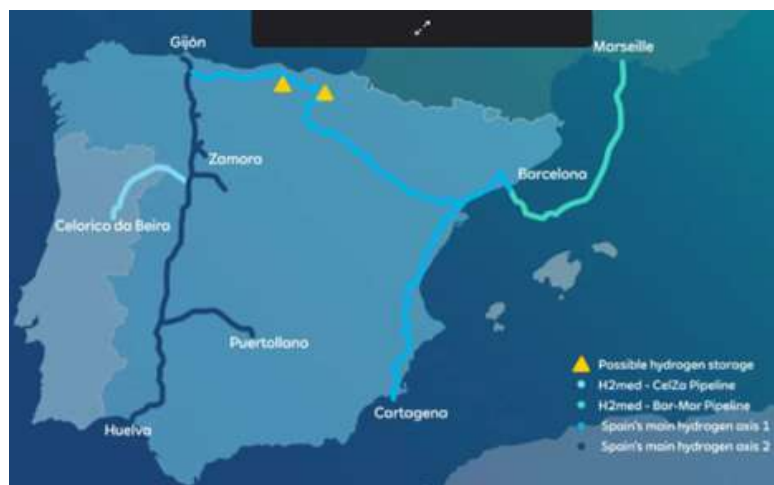 Gijón
Marseille
Zamora
Barcelona
Celorico da Beira
Puertollano
Cartagena
Huelva
Possible hydrogen storage
H2med - CelZa Pipeline
H2med - Bar-Mar Pipeline
Spain's main hydrogen axis 1
Spain's main hydrogen axis 2